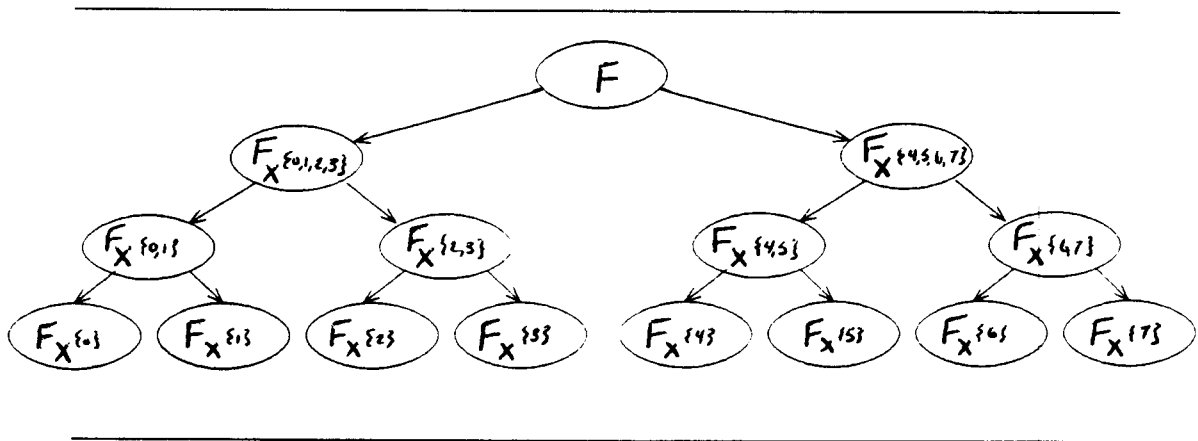 F
F_X{0,1,2,3} F_X{4,5,6,7}
F_X{0,1} F_X{2,3} F_X{4,5} F_X{6,7}
F_X{0} F_X{1} F_X{2} F_X{3} F_X{4} F_X{5} F_X{6} F_X{7}